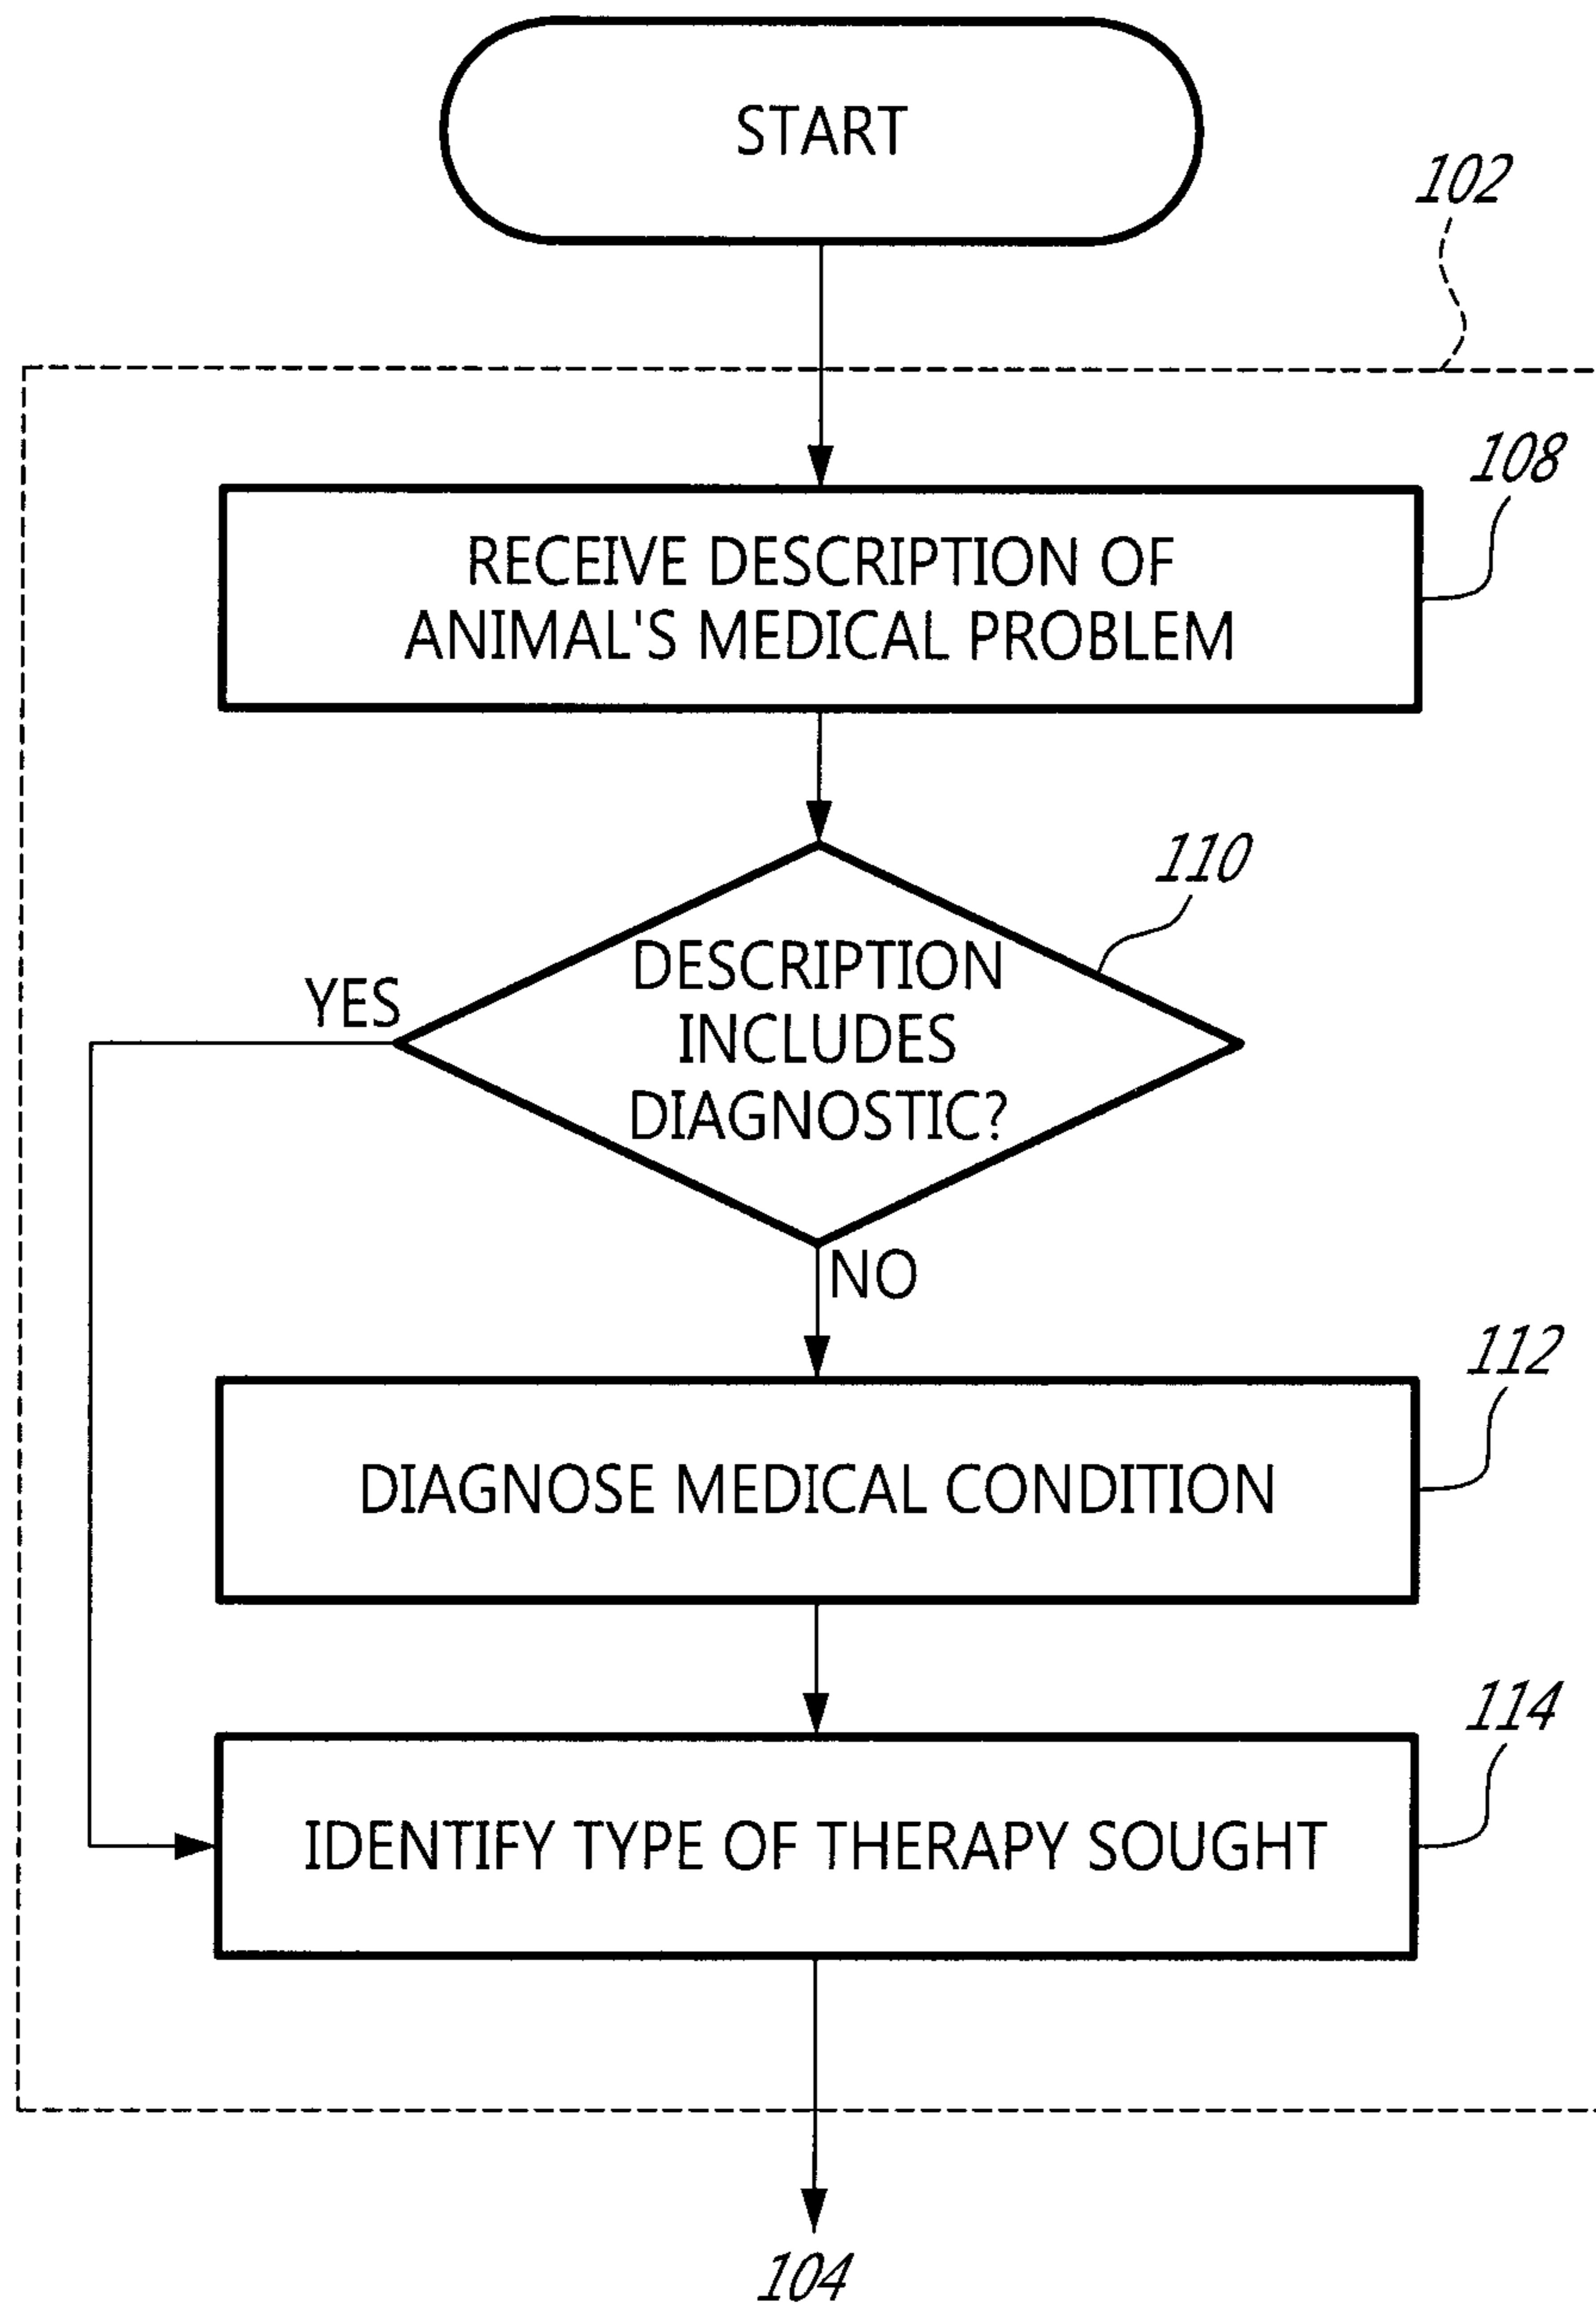 START
102
108
RECEIVE DESCRIPTION OF
ANIMAL'S MEDICAL PROBLEM
110
DESCRIPTION
INCLUDES
DIAGNOSTIC?
YES
NO
112
DIAGNOSE MEDICAL CONDITION
114
IDENTIFY TYPE OF THERAPY SOUGHT
104